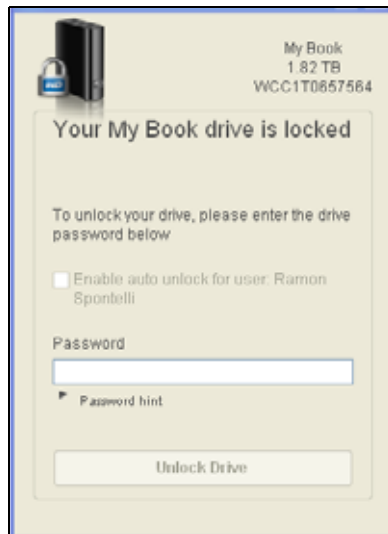 My Book
1.82 TB
WCC1T0657564
Your My Book drive is locked
To unlock your drive, please enter the drive
password below
Enable auto unlock for user: Ramon
Spontelli
Password
Password hint
Unlock Drive